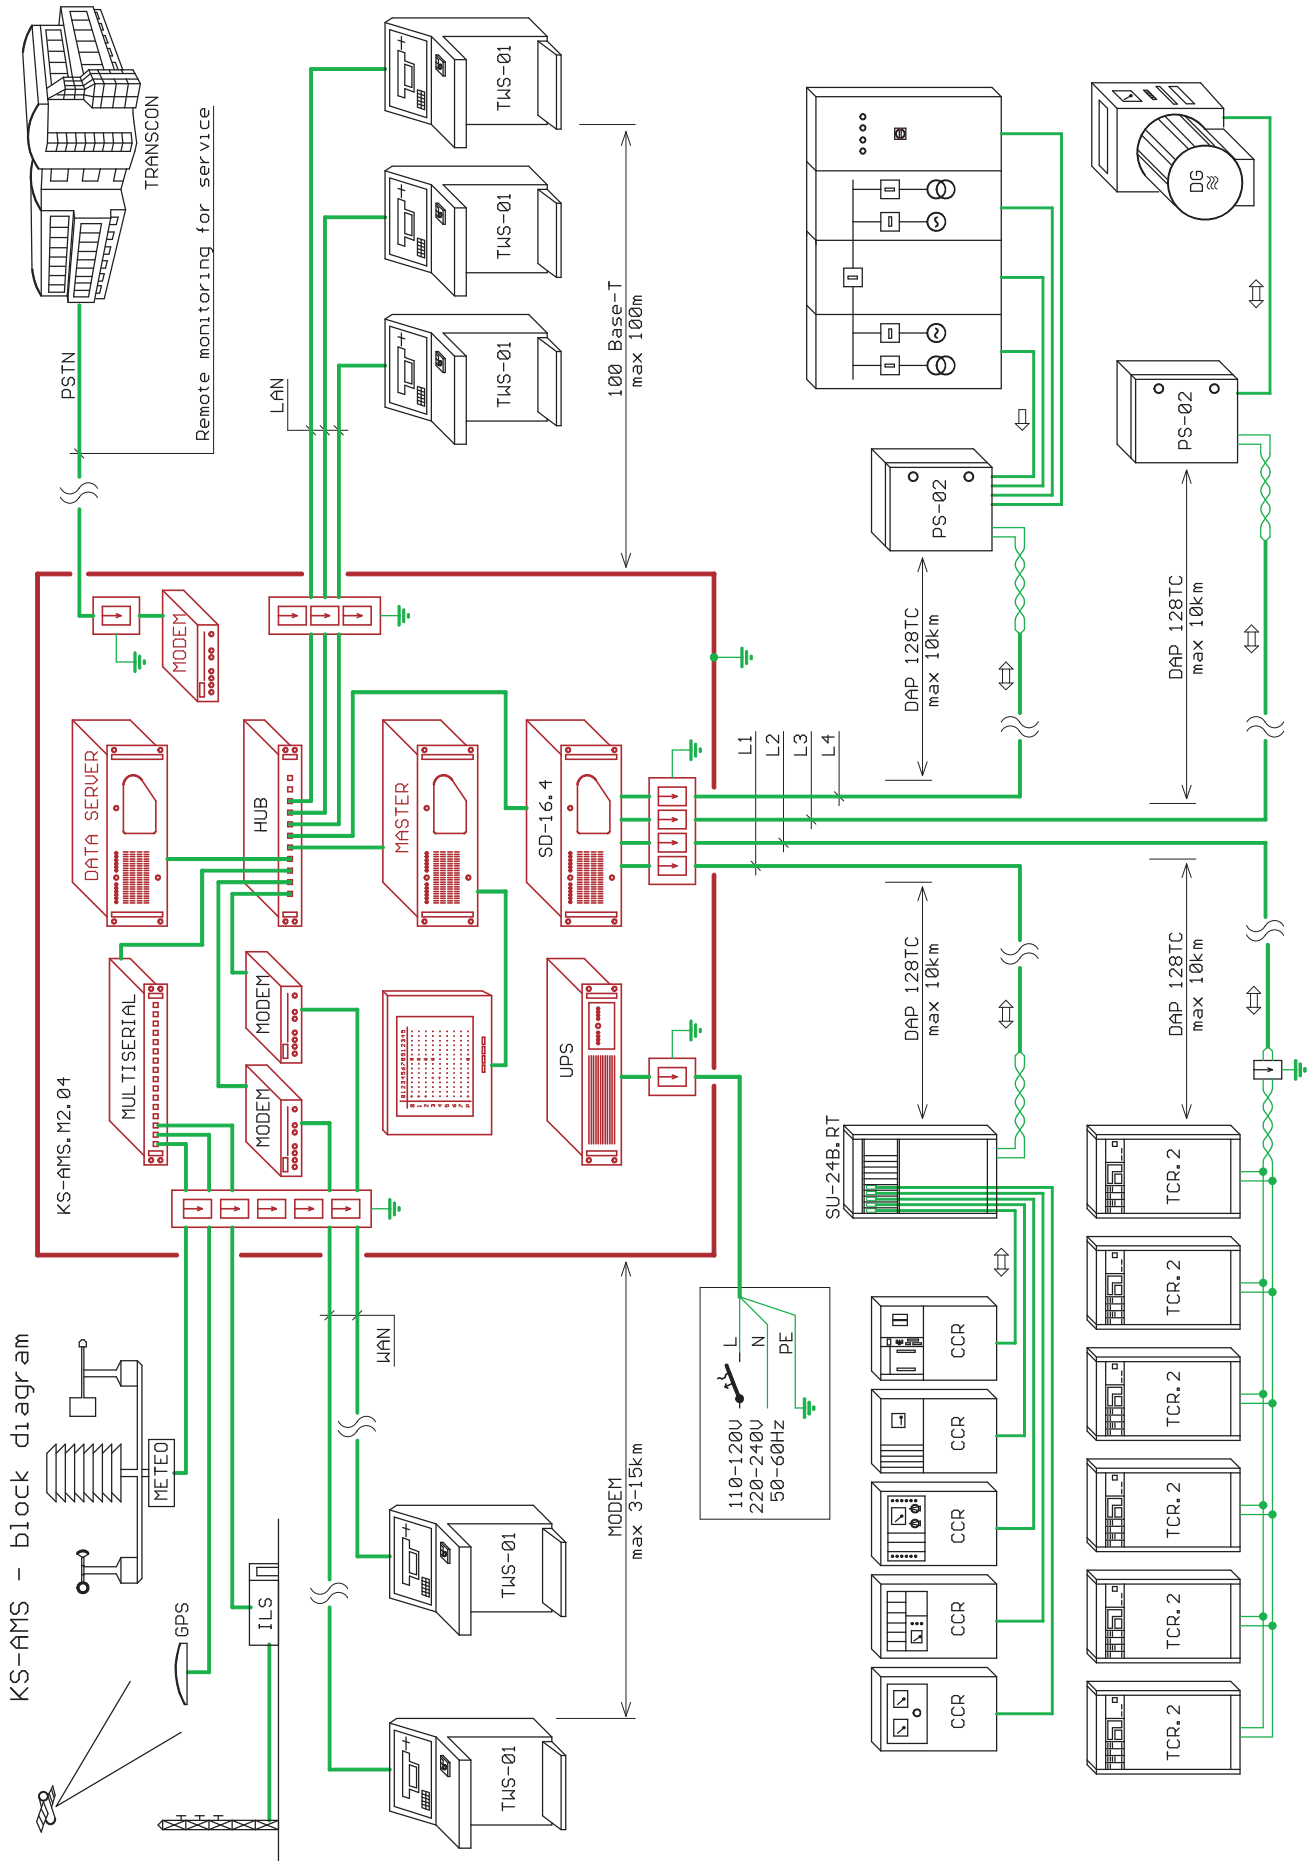 KS-AMS - block diagram
METEO
GPS
ILS
KS-AMS.M2.04
MULTISERIAL
DATA SERVER
MODEM
PSTN
TRANSCON
Remote monitoring for service
MODEM
MODEM
HUB
LAN
WAN
MASTER
TWS-01
TWS-01
TWS-01
TWS-01
TWS-01
UPS
SD-16.4
MODEM
max 3-15km
100 Base-T
max 100m
L
N
PE
110-120V
220-240V
50-60Hz
L1
L2
L3
L4
SU-24B.RT
DAP 128TC
max 10km
DAP 128TC
max 10km
PS-02
CCR
CCR
CCR
CCR
CCR
DAP 128TC
max 10km
DAP 128TC
max 10km
PS-02
DG
TCR.2
TCR.2
TCR.2
TCR.2
TCR.2
TCR.2